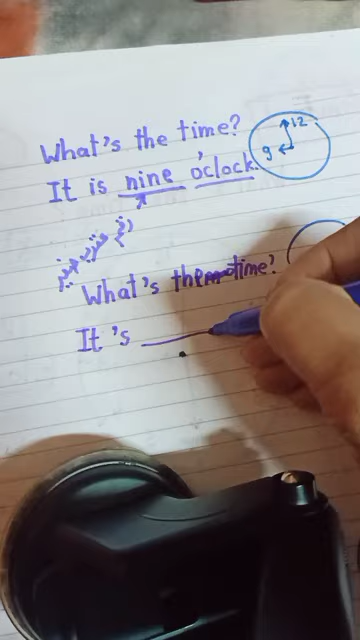 What's the time?
12
9
It is nine o'clock.
What's the time?
It's